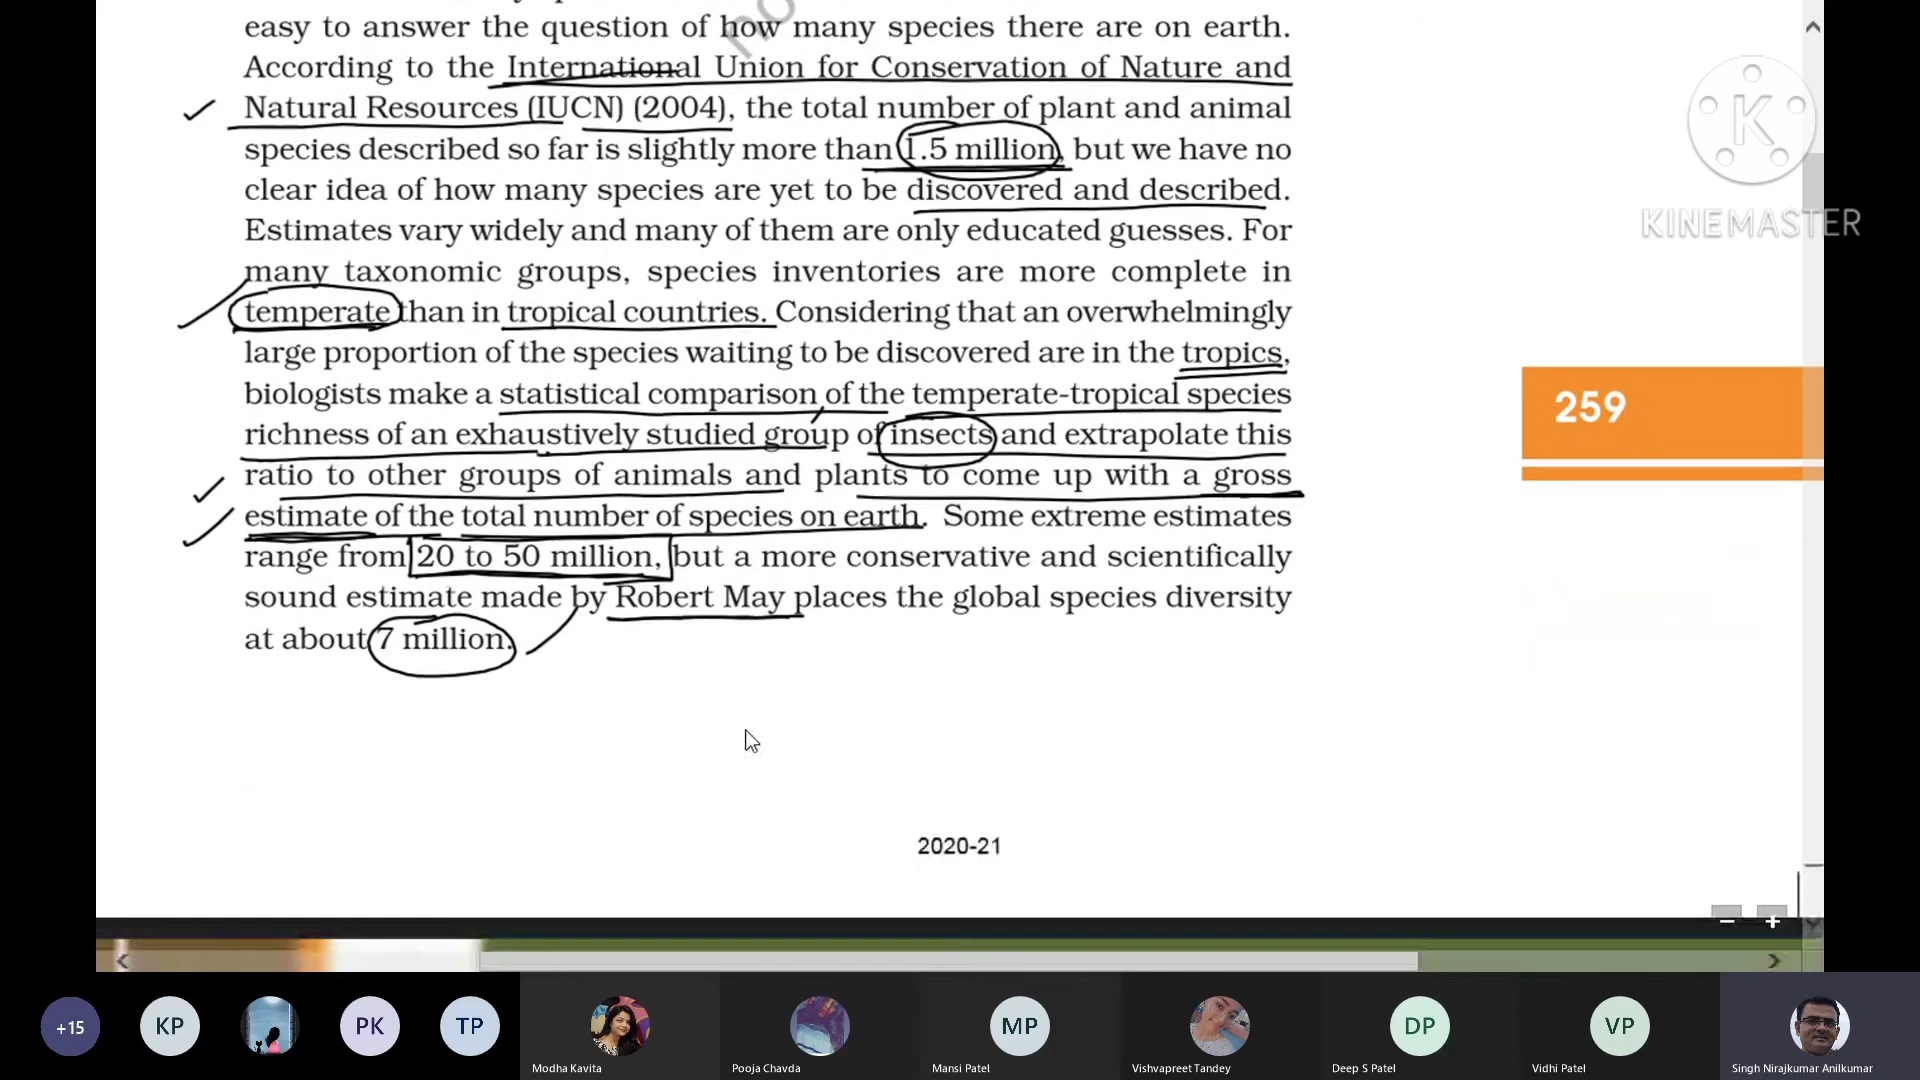 easy to answer the question of how many species there are on earth.
According to the International Union for Conservation of Nature and
Natural Resources (IUCN) (2004), the total number of plant and animal
species described so far is slightly more than 1.5 million, but we have no
clear idea of how many species are yet to be discovered and described.
Estimates vary widely and many of them are only educated guesses. For
many taxonomic groups, species inventories are more complete in
temperate than in tropical countries. Considering that an overwhelmingly
large proportion of the species waiting to be discovered are in the tropics,
biologists make a statistical comparison of the temperate-tropical species
richness of an exhaustively studied group of insects and extrapolate this
ratio to other groups of animals and plants to come up with a gross
estimate of the total number of species on earth. Some extreme estimates
range from 20 to 50 million, but a more conservative and scientifically
sound estimate made by Robert May places the global species diversity
at about 7 million.
K
KINEMASTER
259
2020-21
+15
KP
PK
TP
MP
DP
VP
Modha Kavita
Pooja Chavda
Mansi Patel
Vishvapreet Tandey
Deep S Patel
Vidhi Patel
Singh Nirajkumar Anilkumar